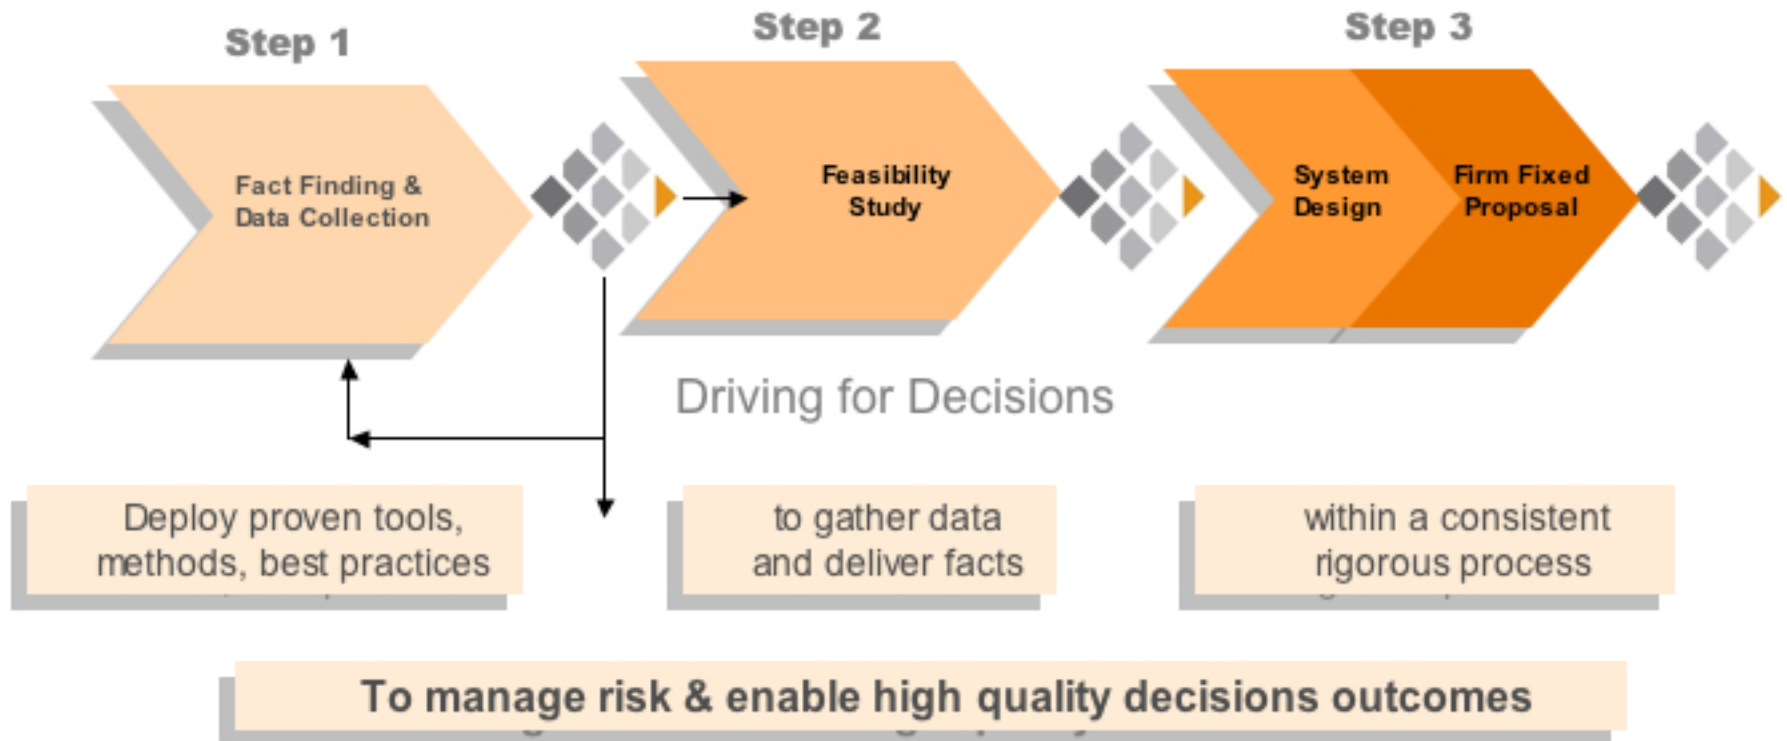 Step 1
Step 2
Step 3
Fact Finding &
Data Collection
Feasibility
Study
System
Design
Firm Fixed
Proposal
Driving for Decisions
Deploy proven tools,
methods, best practices
to gather data
and deliver facts
within a consistent
rigorous process
To manage risk & enable high quality decisions outcomes